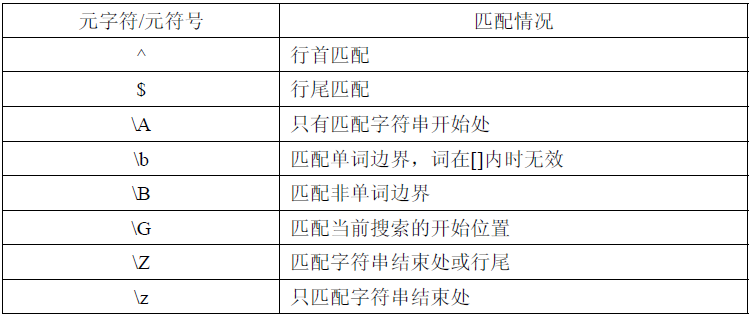 元字符/元符号 匹配情况
^ 行首匹配
$ 行尾匹配
\A 只有匹配字符串开始处
\b 匹配单词边界，词在[]内时无效
\B 匹配非单词边界
\G 匹配当前搜索的开始位置
\Z 匹配字符串结束处或行尾
\z 只匹配字符串结束处